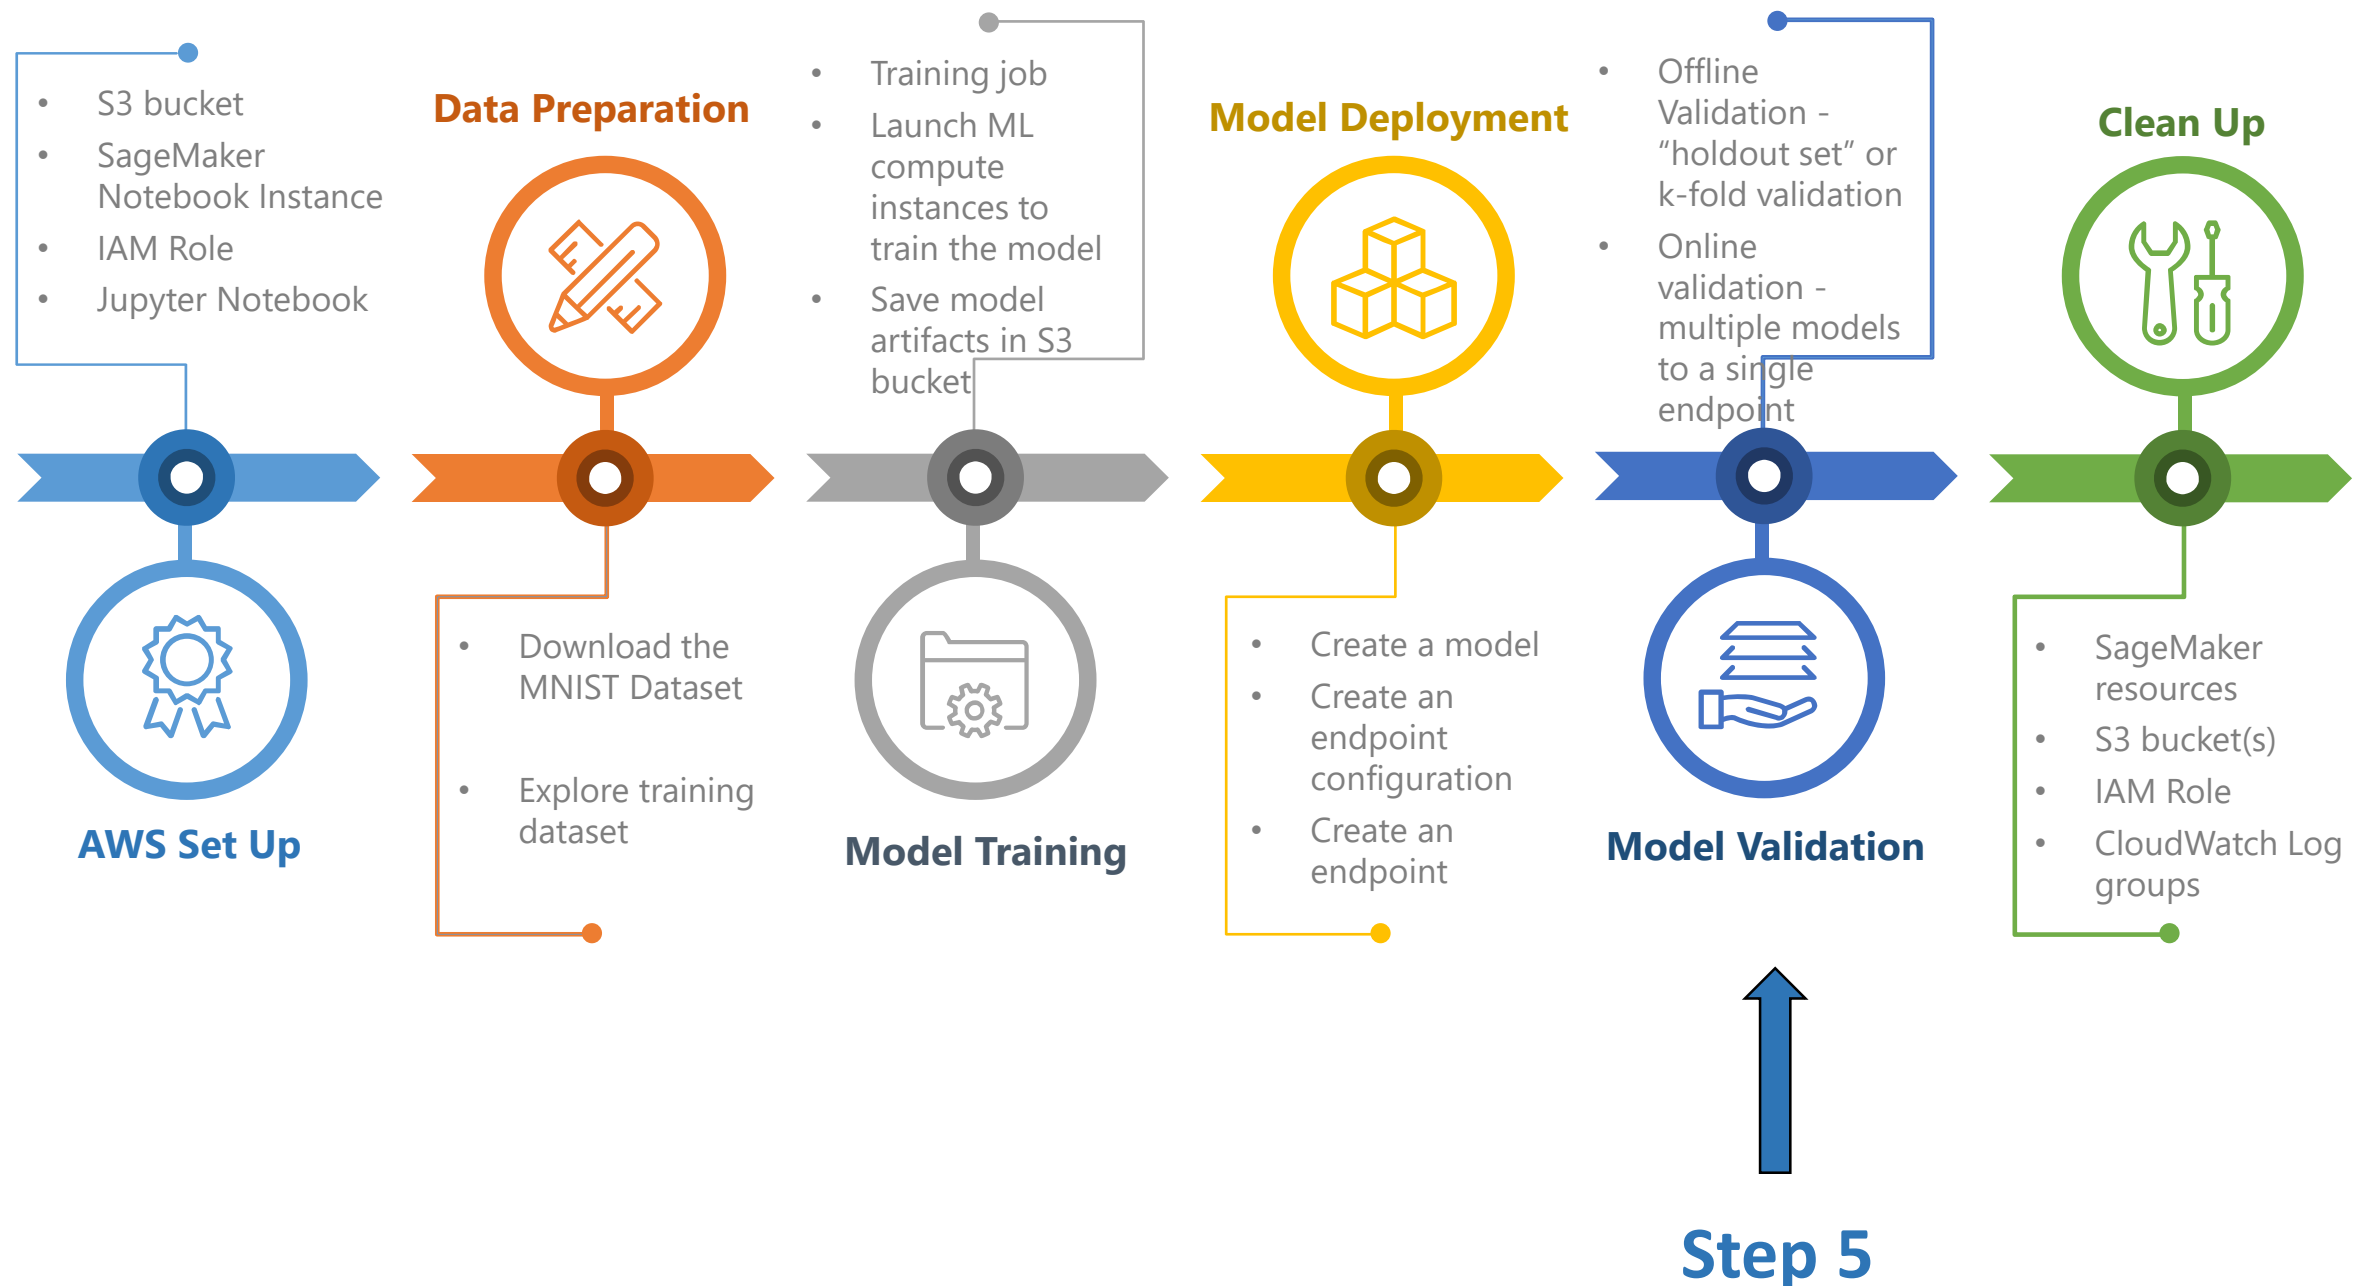 • S3 bucket
• SageMaker
Notebook Instance
• IAM Role
• Jupyter Notebook
AWS Set Up
Data Preparation
• Download the
MNIST Dataset
• Explore training
dataset
• Training job
• Launch ML
compute
instances to
train the model
• Save model
artifacts in S3
bucket
Model Training
Model Deployment
• Create a model
• Create an
endpoint
configuration
• Create an
endpoint
• Offline
Validation -
“holdout set” or
k-fold validation
• Online
validation -
multiple models
to a single
endpoint
Model Validation
Clean Up
• SageMaker
resources
• S3 bucket(s)
• IAM Role
• CloudWatch Log
groups
Step 5